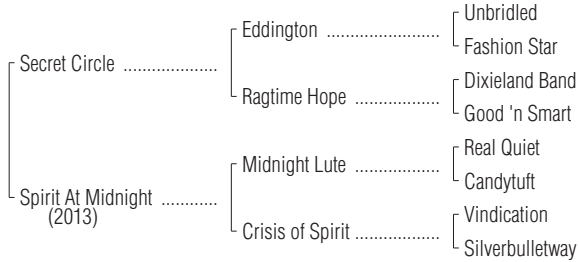 Unbridled
Eddington ......................
Fashion Star
Secret Circle ...................
Dixieland Band
Ragtime Hope ..................
Good 'n Smart
Real Quiet
Midnight Lute .................
Candytuft
Spirit At Midnight ...........
(2013)
Vindication
Crisis of Spirit .................
Silverbulletway